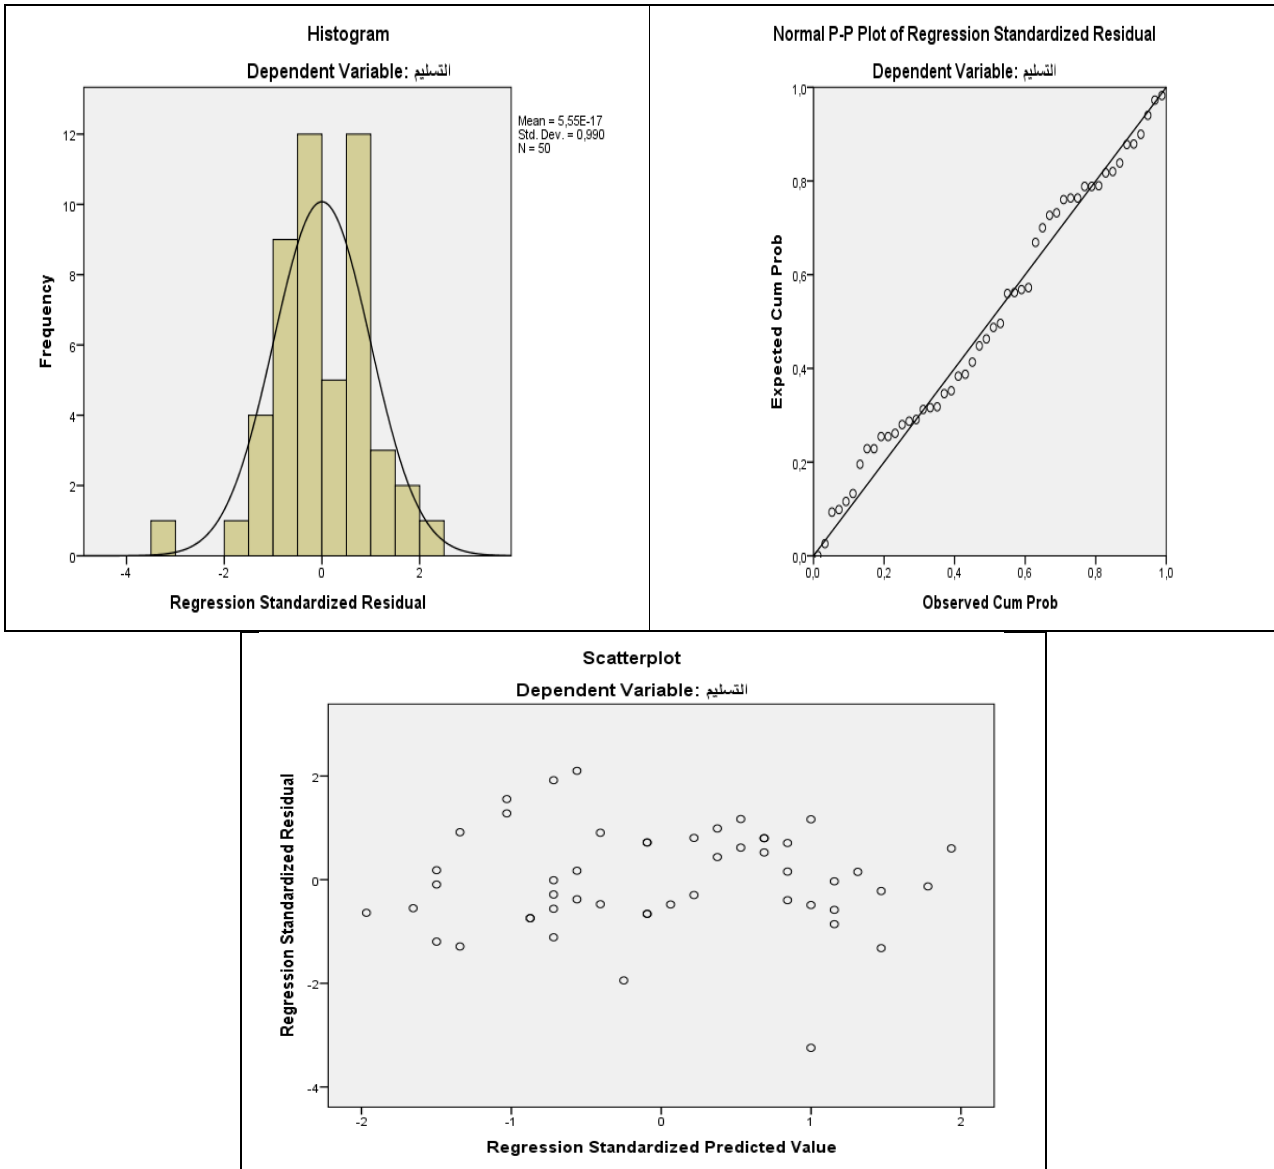 Histogram
Dependent Variable: التسليم
Mean = 5,55E-17
Std. Dev. = 0,990
N = 50
Frequency
12
10
8
6
4
2
0
-4
-2
0
2
Regression Standardized Residual
Normal P-P Plot of Regression Standardized Residual
Dependent Variable: التسليم
Expected Cum Prob
1,0
0,8
0,6
0,4
0,2
0,0
0,0
0,2
0,4
0,6
0,8
1,0
Observed Cum Prob
Scatterplot
Dependent Variable: التسليم
Regression Standardized Residual
2
0
-2
-4
-2
-1
0
1
2
Regression Standardized Predicted Value